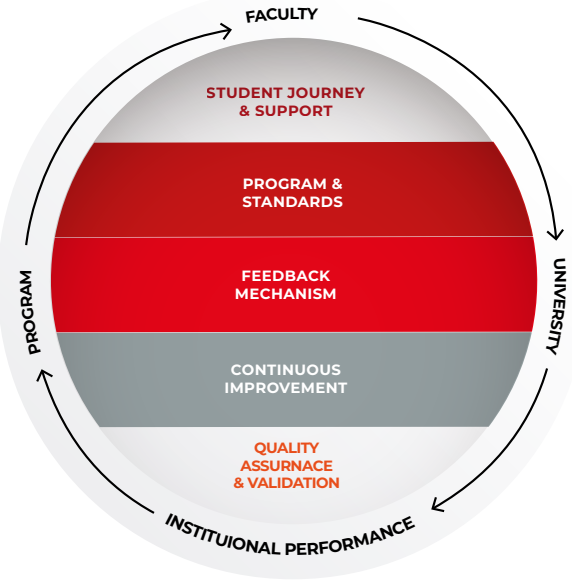 FACULTY
STUDENT JOURNEY
& SUPPORT
PROGRAM &
STANDARDS
FEEDBACK
MECHANISM
CONTINUOUS
IMPROVEMENT
QUALITY
ASSURNACE
& VALIDATION
UNIVERSITY
INSTITUIONAL PERFORMANCE
PROGRAM